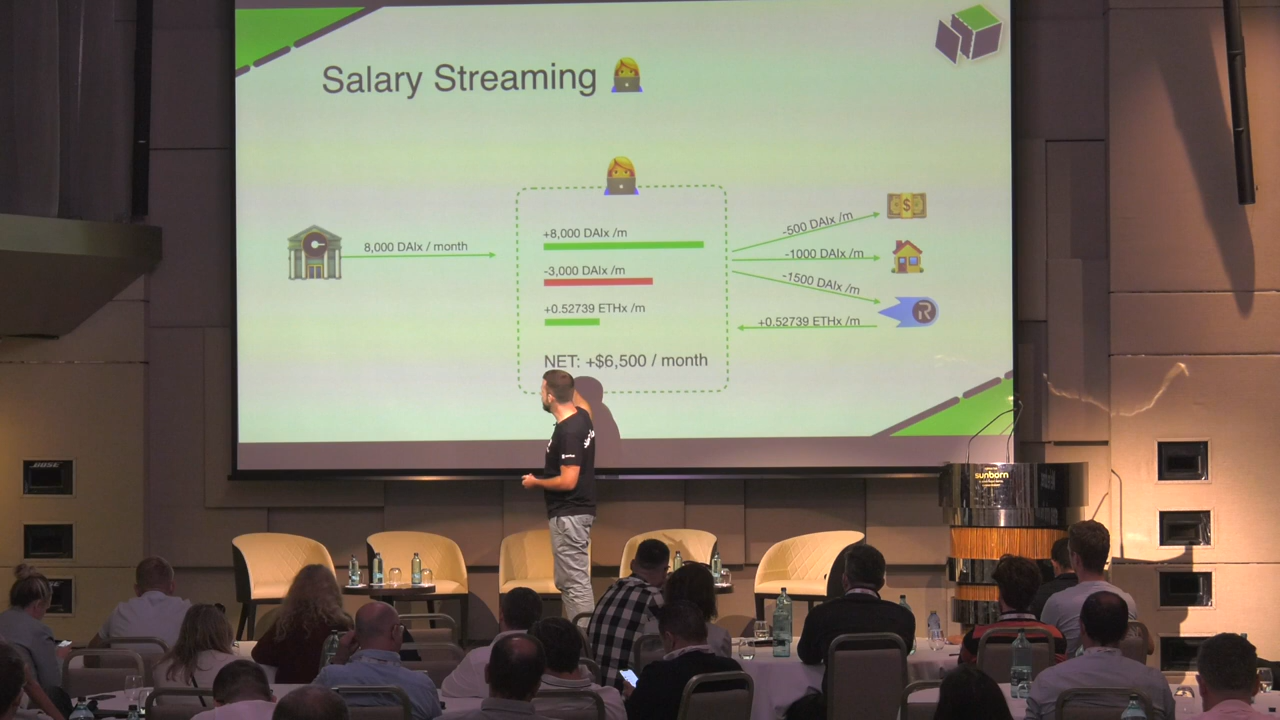 Salary Streaming
8,000 DAIx / month
+8,000 DAIx /m
-3,000 DAIx /m
+0.52739 ETHx /m
NET: +$6,500 / month
-500 DAIx /m
-1000 DAIx /m
-1500 DAIx /m
+0.52739 ETHx /m
BOSE
sunborn